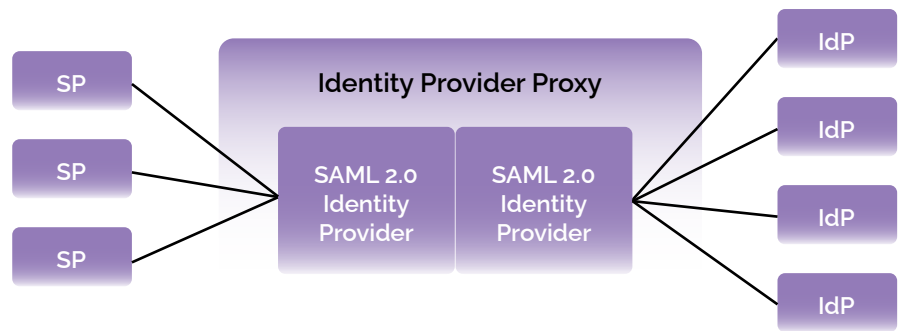 SP
SP
SP
Identity Provider Proxy
SAML 2.0
Identity
Provider
SAML 2.0
Identity
Provider
IdP
IdP
IdP
IdP